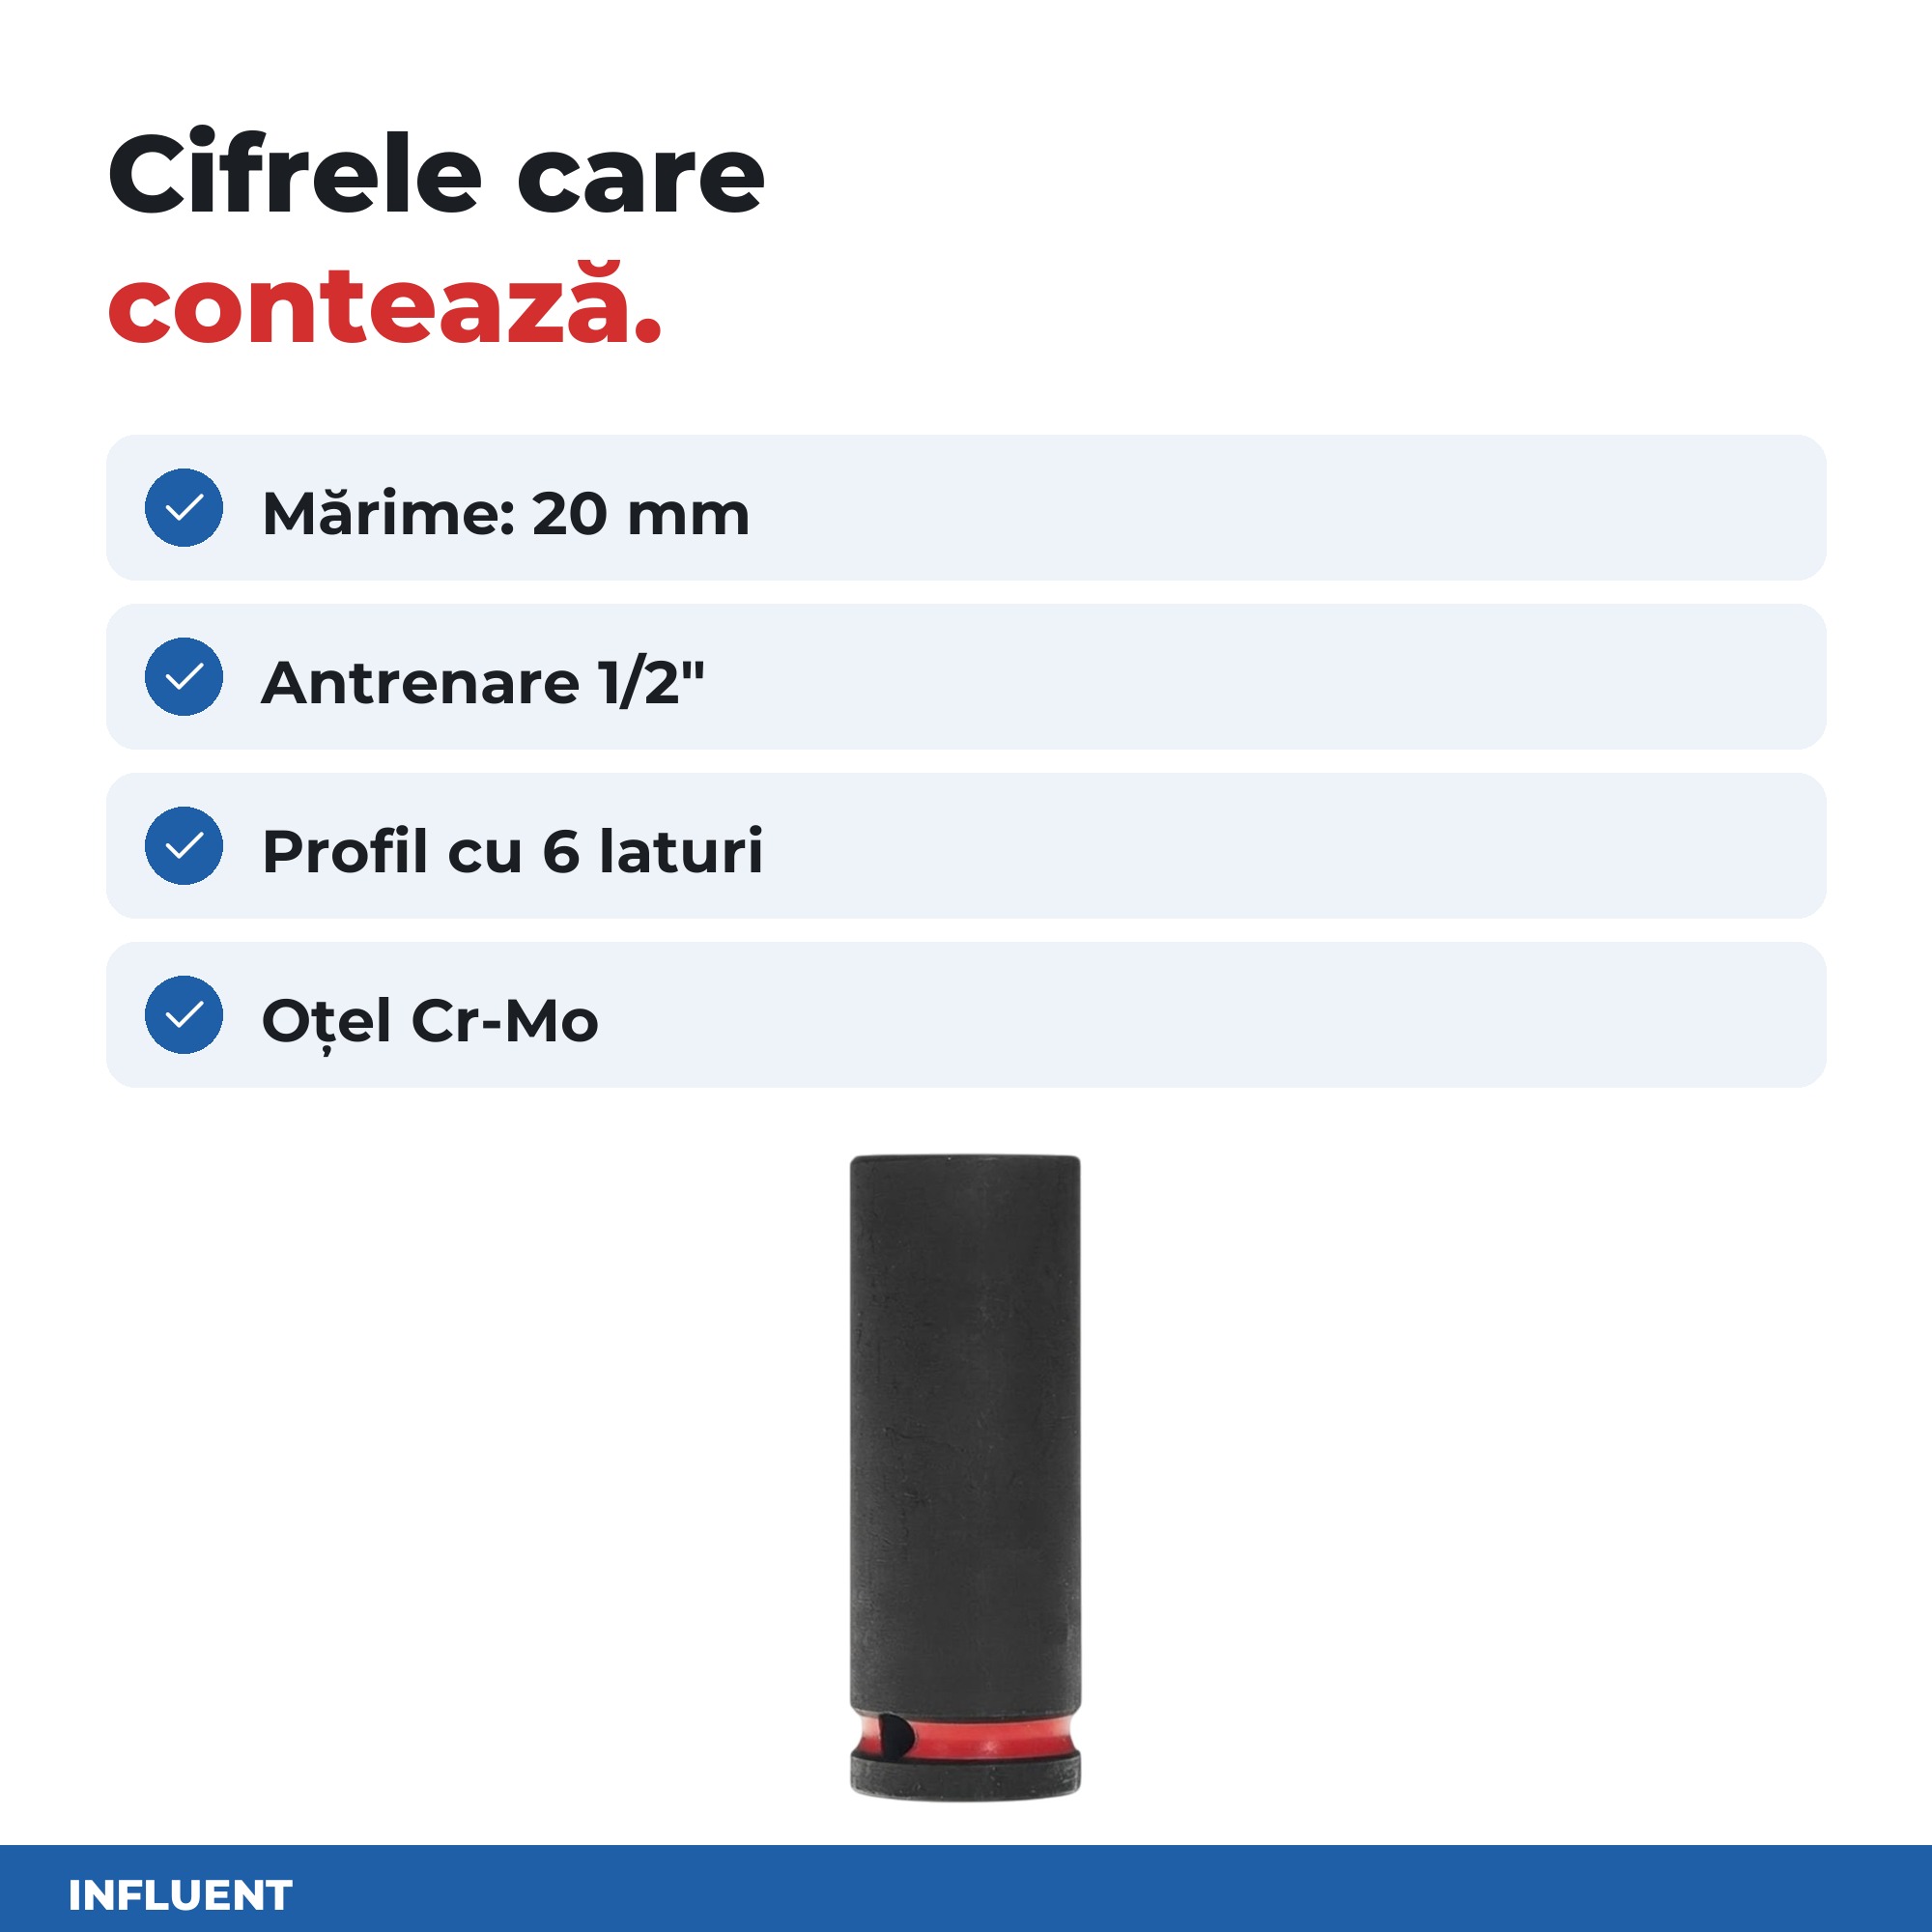 Cifrele care
contează.
Mărime: 20 mm
Antrenare 1/2"
Profil cu 6 laturi
Oțel Cr-Mo
INFLUENT